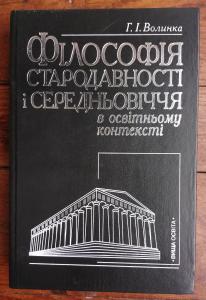 Г. І. Волинка
ФІЛОСОФІЯ
СТАРОДАВНОСТІ
і СЕРЕДНЬОВІЧЧЯ
в освітньому
контексті
•ВИЩА ОСВІТА•